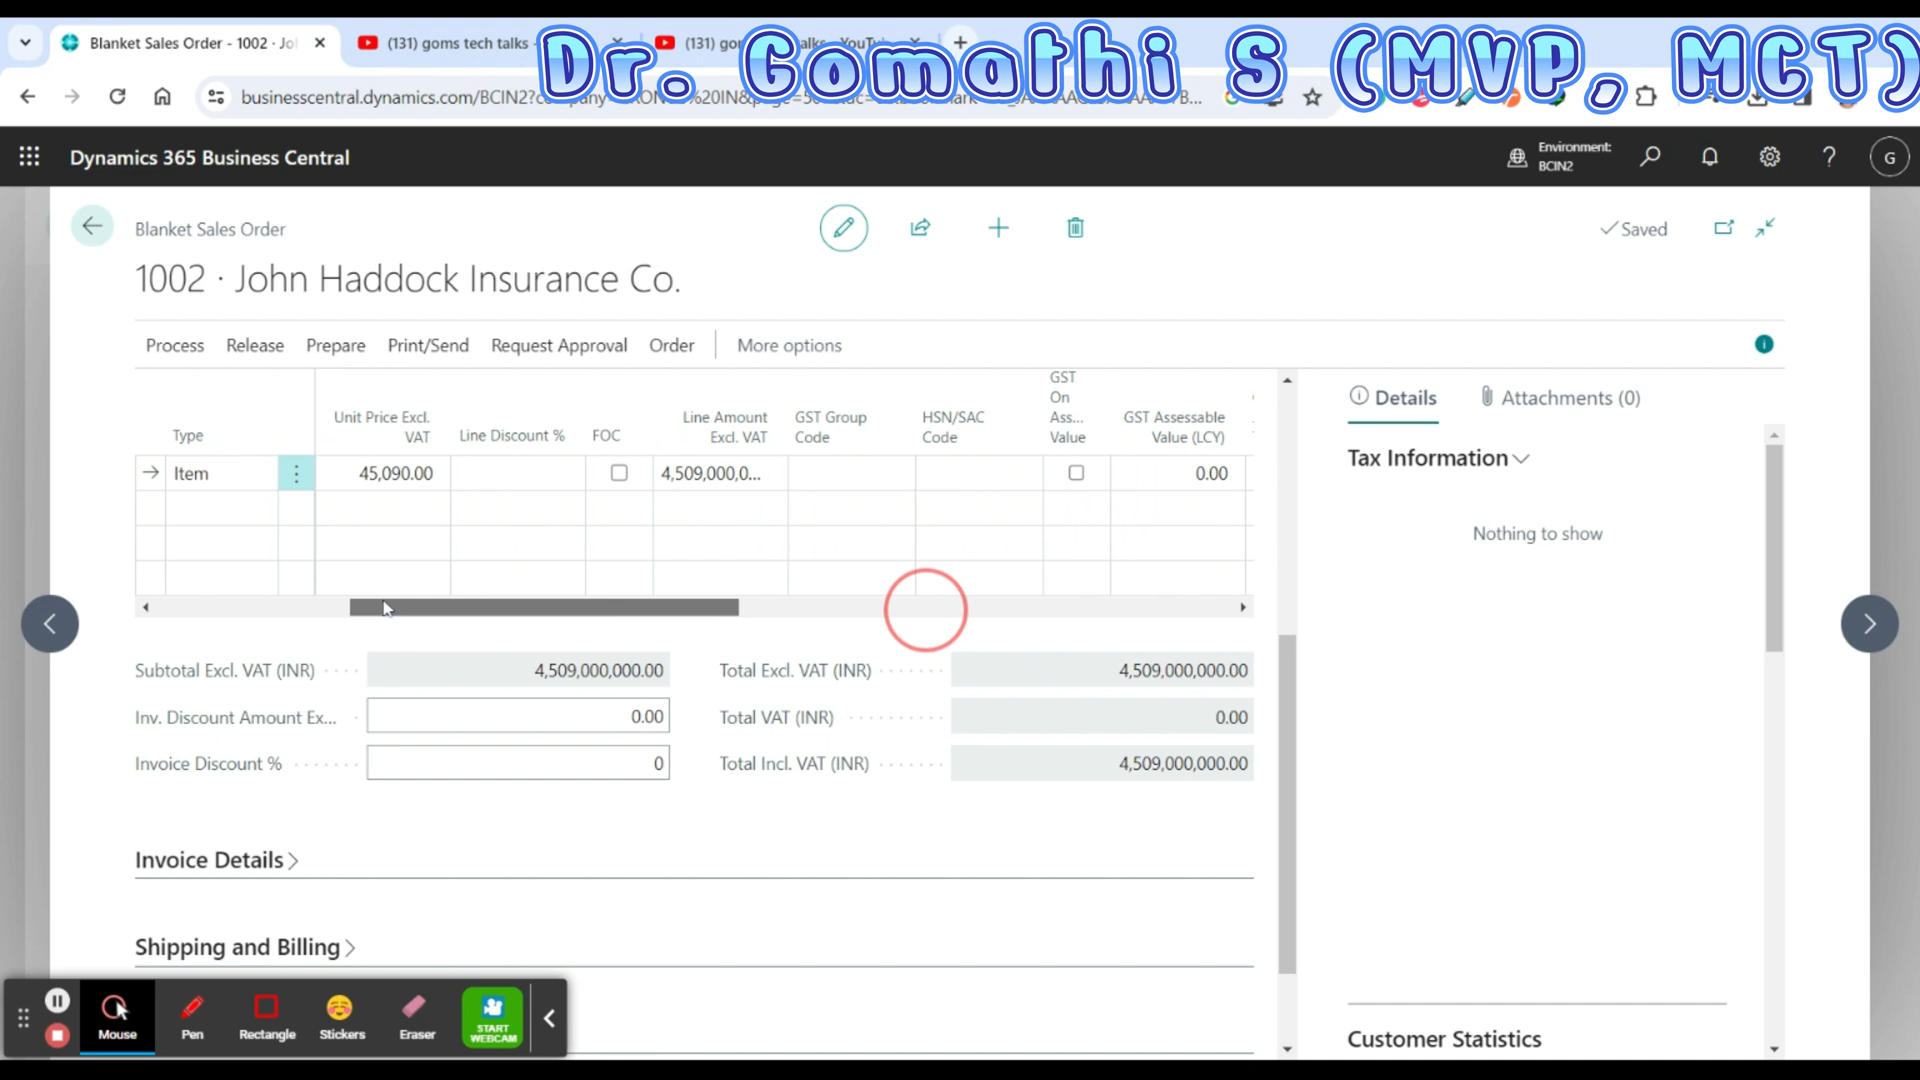 Blanket Sales Order - 1002 · Jo
(131) goms tech talks -
(131) go
Dr. Gomathi S (MVP, MCT)
Dynamics 365 Business Central
Environment:
BCIN2
G
Blanket Sales Order
Saved
1002 · John Haddock Insurance Co.
Process
Release
Prepare
Print/Send
Request Approval
Order
More options
Details
Attachments (0)
Type
Unit Price Excl.
VAT
Line Discount %
FOC
Line Amount
Excl. VAT
GST Group
Code
HSN/SAC
Code
GST
On
Ass...
Value
GST Assessable
Value (LCY)
Item
45,090.00
4,509,000,0...
0.00
Tax Information
Nothing to show
Subtotal Excl. VAT (INR)
4,509,000,000.00
Total Excl. VAT (INR)
4,509,000,000.00
Inv. Discount Amount Ex...
0.00
Total VAT (INR)
0.00
Invoice Discount %
0
Total Incl. VAT (INR)
4,509,000,000.00
Invoice Details
Shipping and Billing
Customer Statistics
Mouse
Pen
Rectangle
Stickers
Eraser
START
WEBCAM